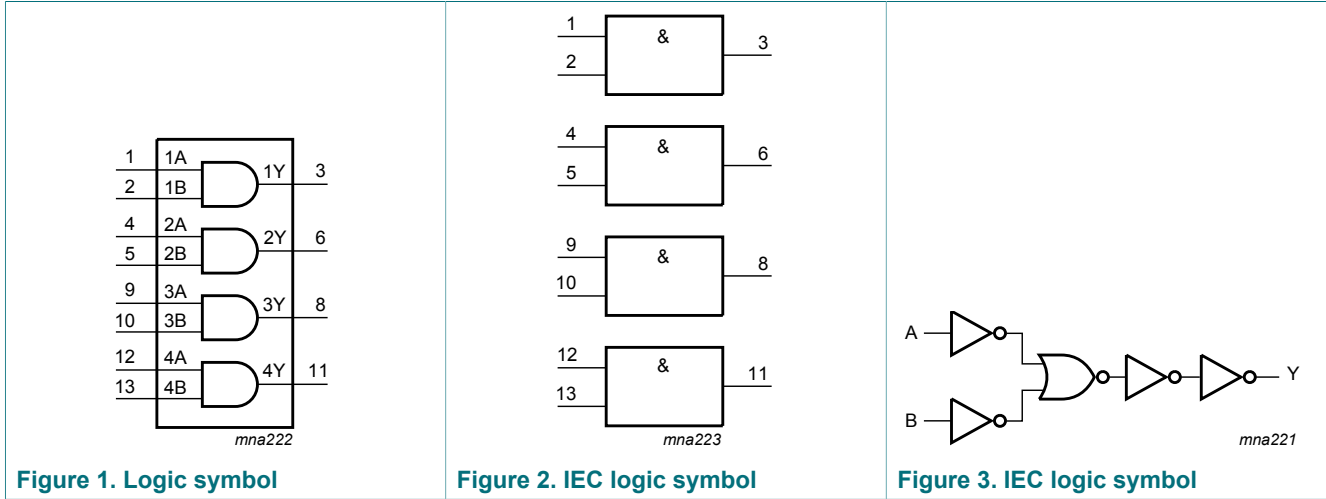 1
1A
1Y
3
2
1B
4
2A
2Y
6
5
2B
9
3A
3Y
8
10
3B
12
4A
4Y
11
13
4B
mna222
Figure 1. Logic symbol
1
&
3
2
4
&
6
5
9
&
8
10
12
&
11
13
mna223
Figure 2. IEC logic symbol
A
Y
B
mna221
Figure 3. IEC logic symbol